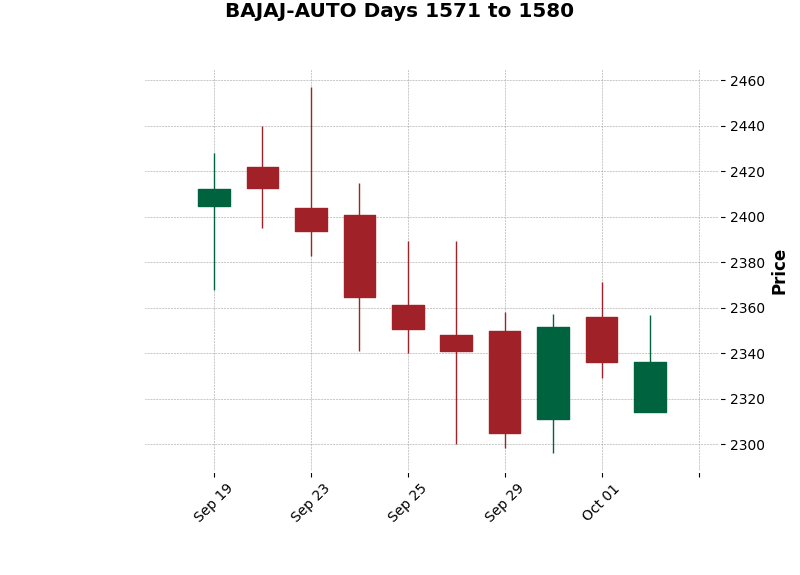 BAJAJ-AUTO Days 1571 to 1580
2460
2440
2420
2400
2380
2360
2340
2320
2300
Price
Sep 19
Sep 23
Sep 25
Sep 29
Oct 01